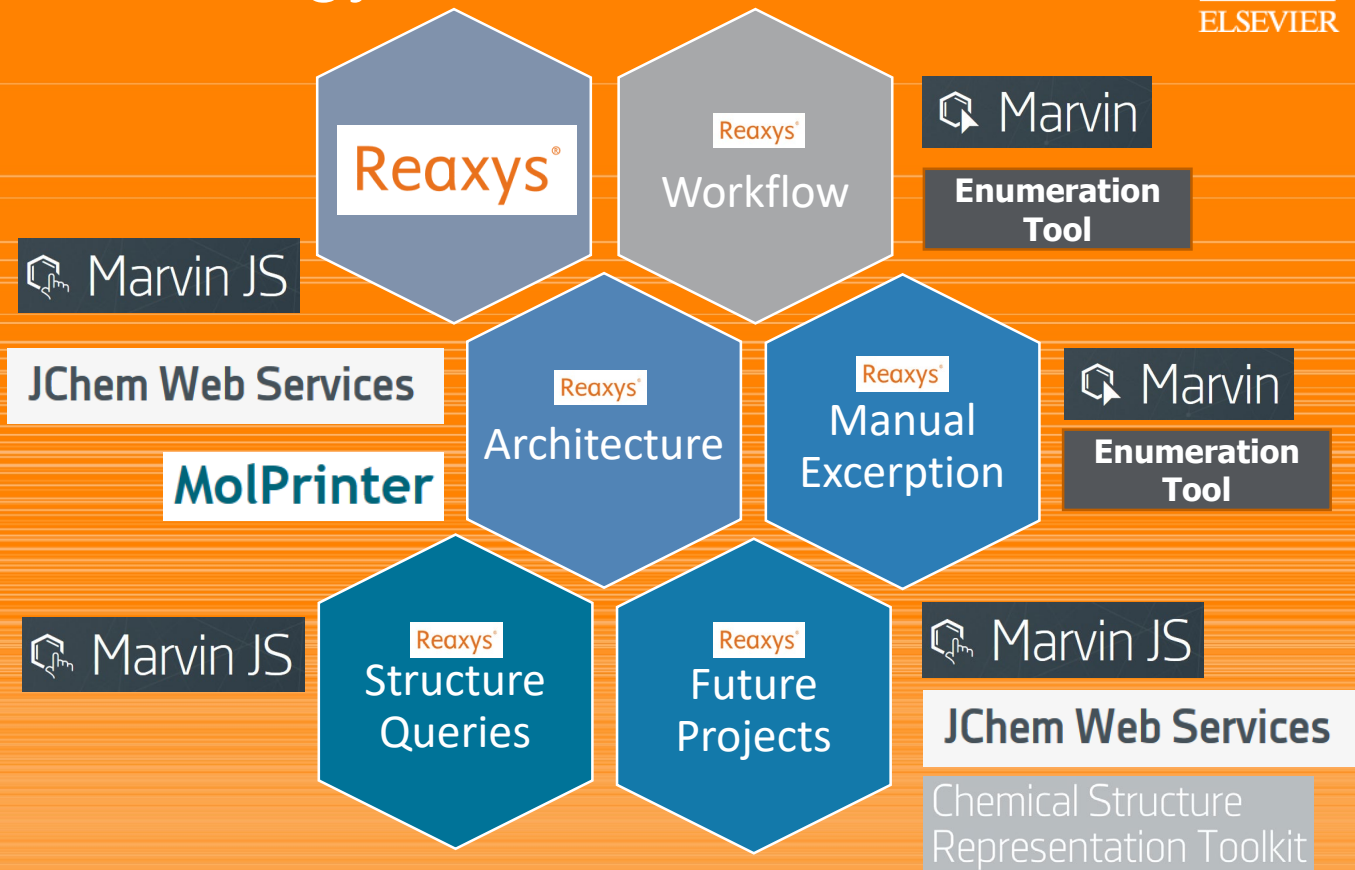 ELSEVIER
Reaxys®
Reaxys®
Workflow
Marvin
Enumeration
Tool
Marvin JS
JChem Web Services
MolPrinter
Reaxys®
Architecture
Reaxys®
Manual
Excerption
Marvin
Enumeration
Tool
Marvin JS
Reaxys®
Structure
Queries
Reaxys®
Future
Projects
Marvin JS
JChem Web Services
Chemical Structure
Representation Toolkit